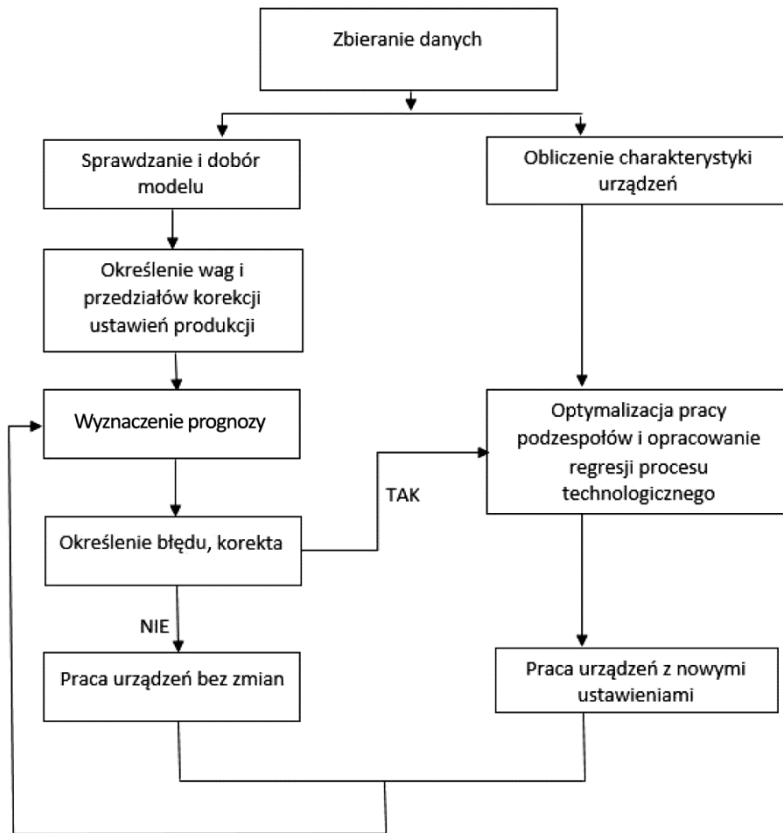 Zbieranie danych
Sprawdzanie i dobór
modelu
Obliczenie charakterystyki
urządzeń
Określenie wag i
przedziałów korekcji
ustawień produkcji
Wyznaczenie prognozy
Optymalizacja pracy
podzespołów i opracowanie
regresji procesu
technologicznego
TAK
Określenie błędu, korekta
NIE
Praca urządzeń bez zmian
Praca urządzeń z nowymi
ustawieniami